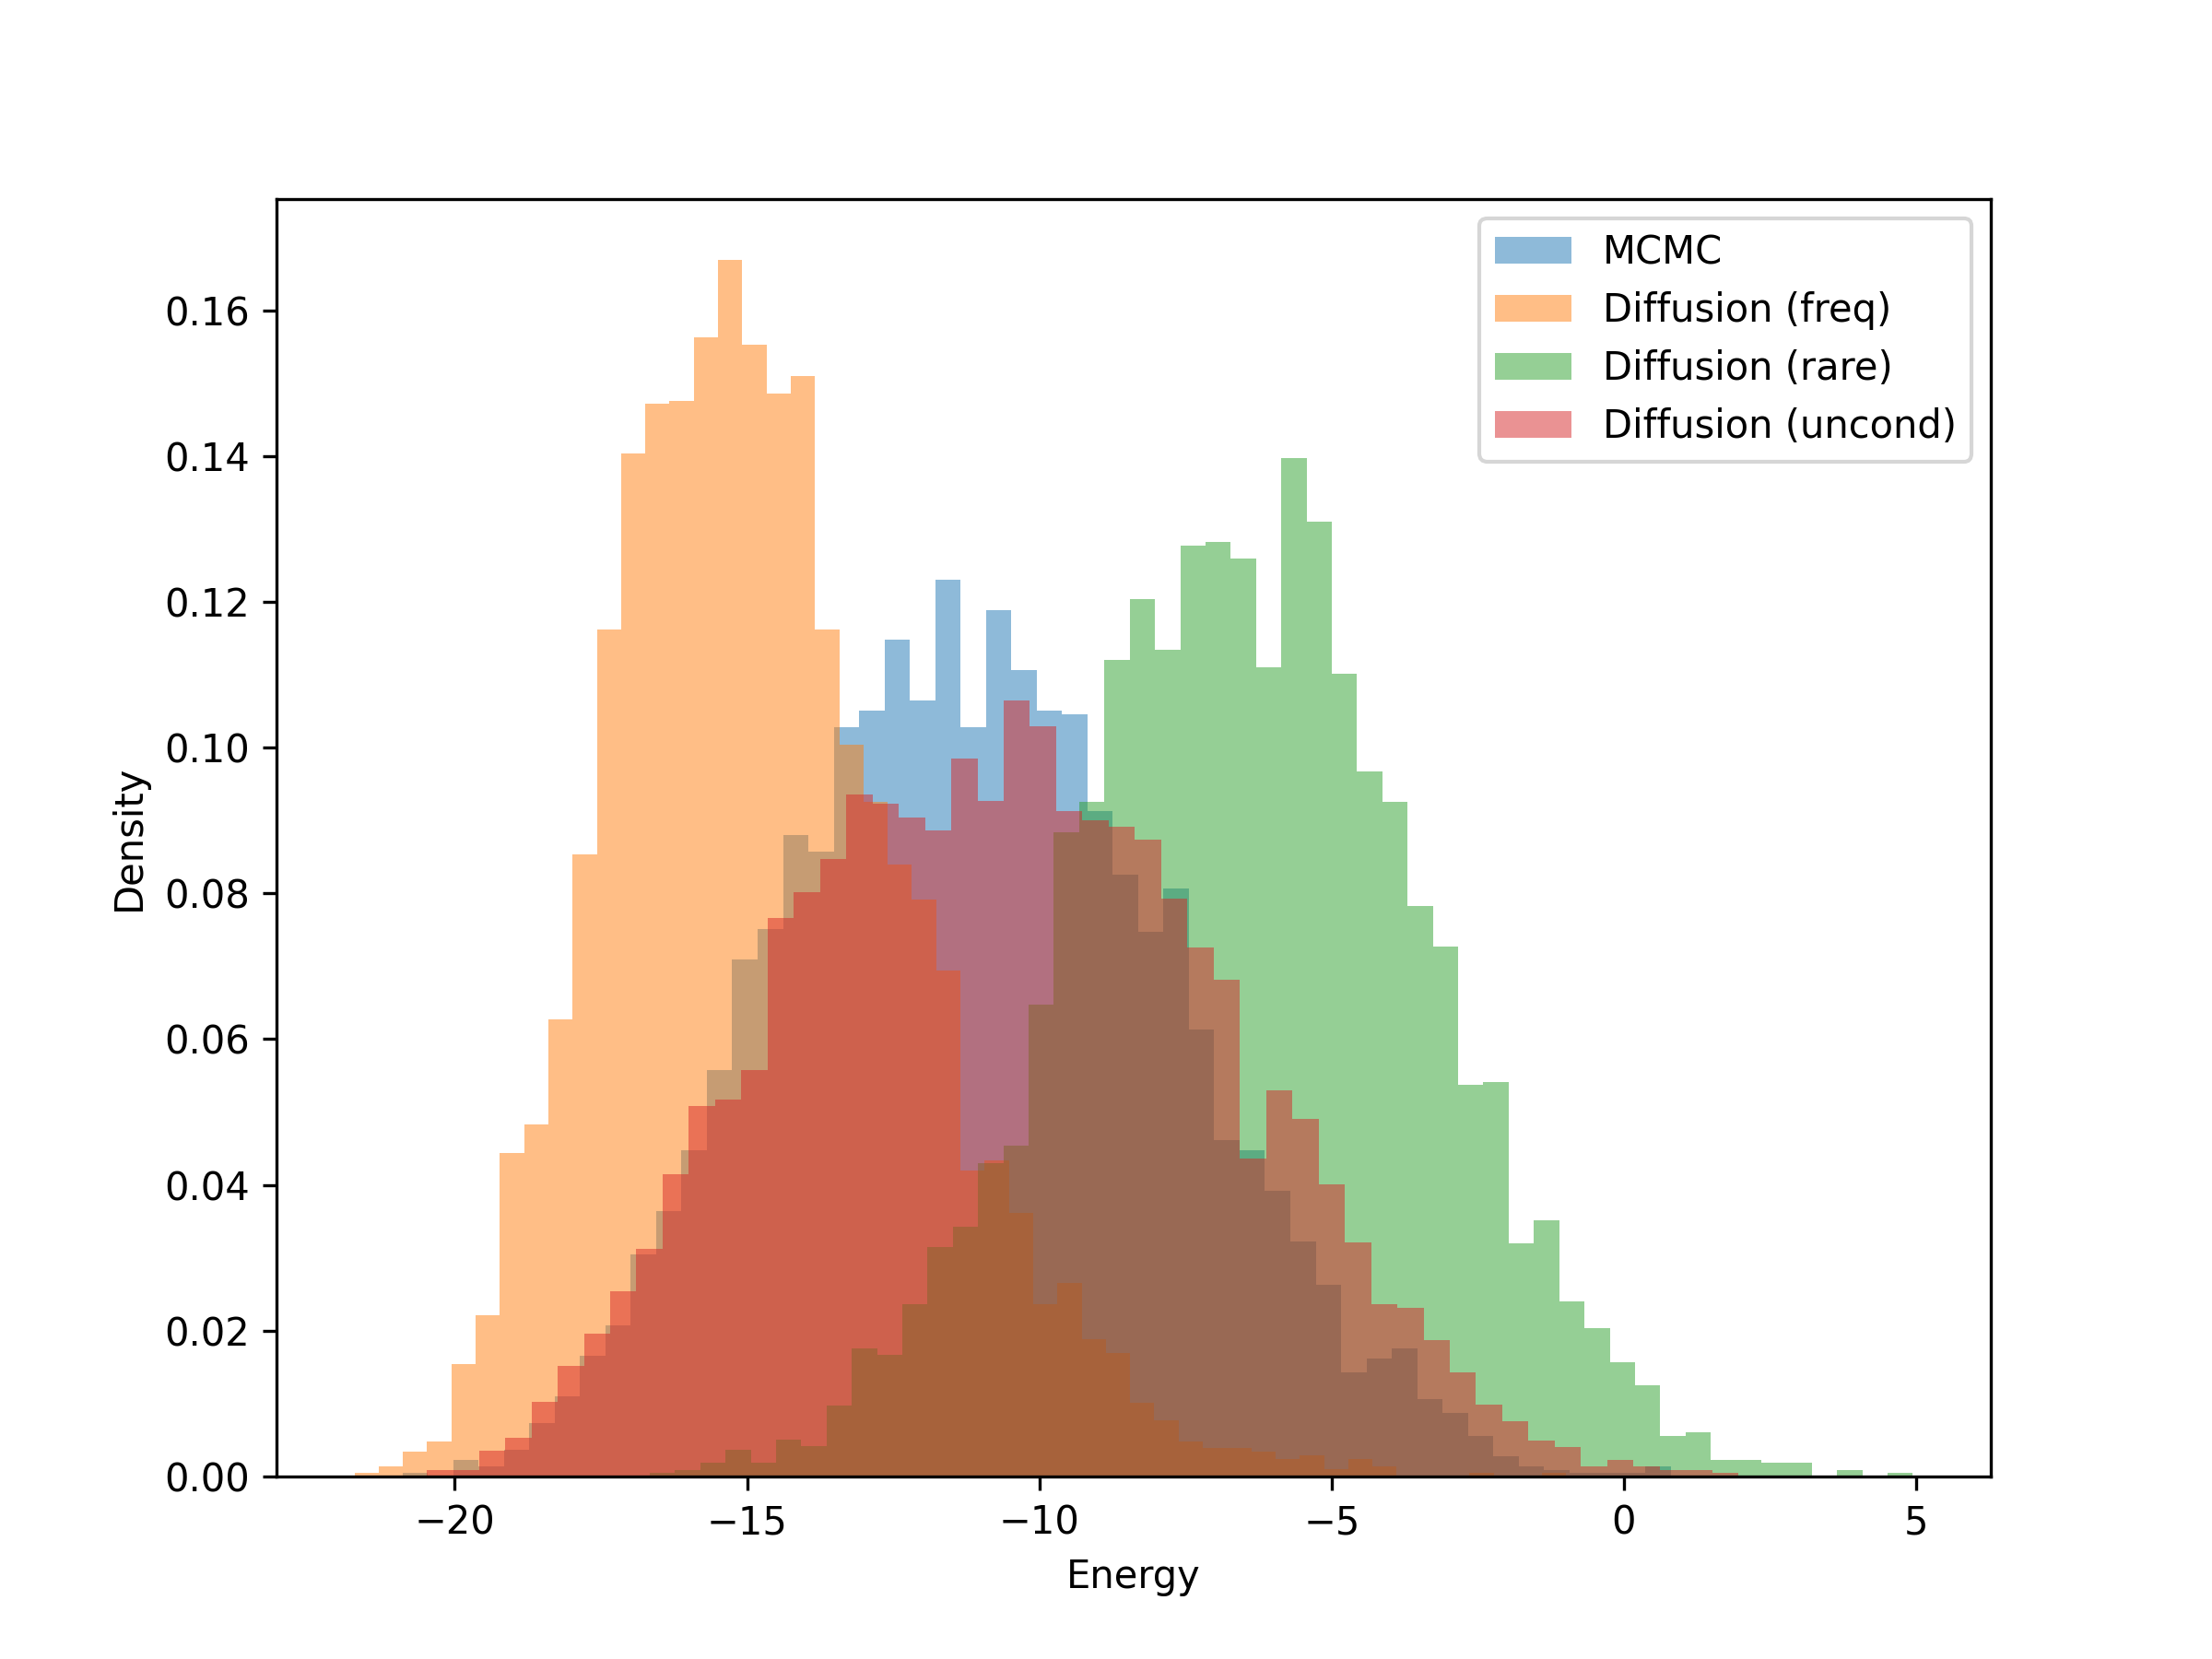 MCMC
Diffusion (freq)
Diffusion (rare)
Diffusion (uncond)
0.16
0.14
0.12
0.10
0.08
0.06
0.04
0.02
0.00
Density
−20 −15 −10 −5 0 5
Energy